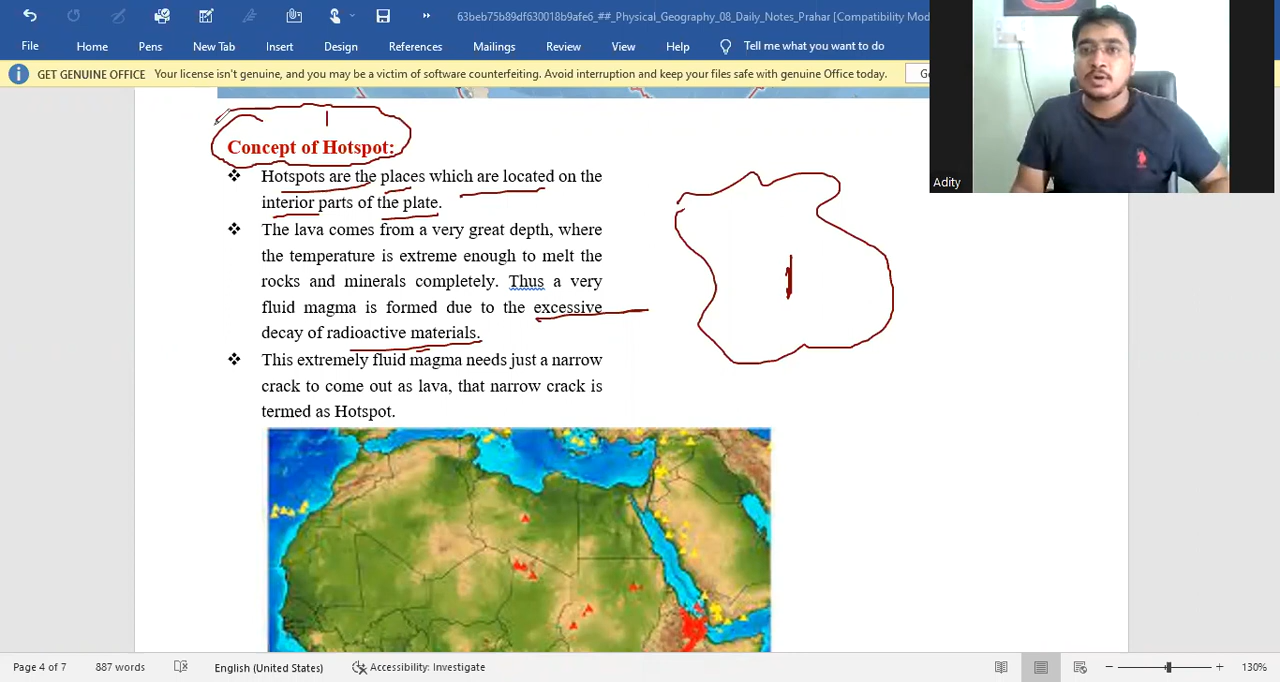 63beb75b89df630018b9afe6_##_Physical_Geography_08_Daily_Notes_Prahar [Compatibility Mod
File Home Pens New Tab Insert Draw Design References Mailings Review View Help Tell me what you want to do
GET GENUINE OFFICE Your license isn't genuine, and you may be a victim of software counterfeiting. Avoid interruption and keep your files safe with genuine Office today. Ge
Adity
Concept of Hotspot:
Hotspots are the places which are located on the
interior parts of the plate.
The lava comes from a very great depth, where
the temperature is extreme enough to melt the
rocks and minerals completely. Thus a very
fluid magma is formed due to the excessive
decay of radioactive materials.
This extremely fluid magma needs just a narrow
crack to come out as lava, that narrow crack is
termed as Hotspot.
Page 4 of 7 887 words English (United States) Accessibility: Investigate 130%